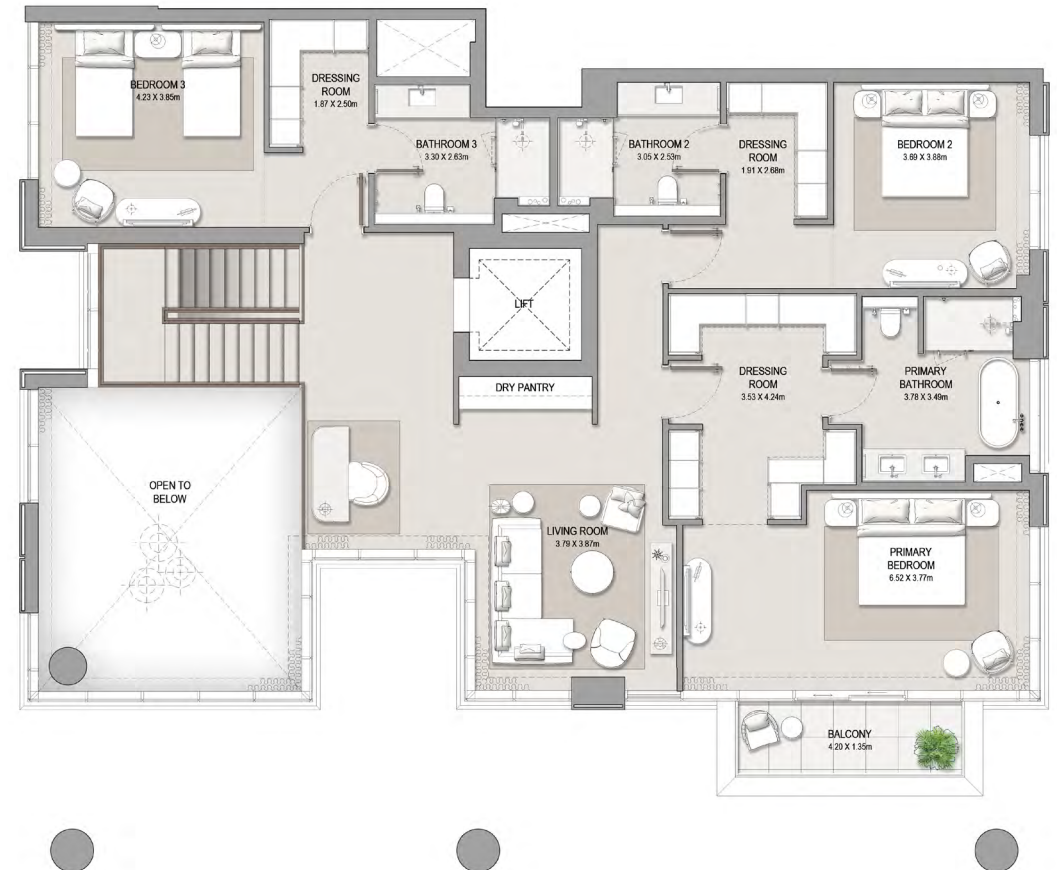 DRESSING
ROOM
1.87 X 2.50m
BEDROOM 3
4.23 X 3.85m
BATHROOM 3
3.30 X 2.63m
BATHROOM 2
3.05 X 2.53m
DRESSING
ROOM
1.91 X 2.68m
BEDROOM 2
3.69 X 3.88m
LIFT
DRY PANTRY
DRESSING
ROOM
3.53 X 4.24m
PRIMARY
BATHROOM
3.78 X 3.49m
OPEN TO
BELOW
LIVING ROOM
3.79 X 3.87m
PRIMARY
BEDROOM
6.52 X 3.77m
BALCONY
4.20 X 1.35m